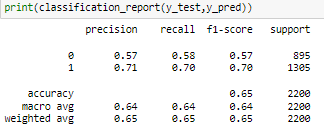 print(classification_report(y_test,y_pred))
precision recall f1-score support
0 0.57 0.58 0.57 895
1 0.71 0.70 0.70 1305
accuracy 0.65 2200
macro avg 0.64 0.64 0.64 2200
weighted avg 0.65 0.65 0.65 2200